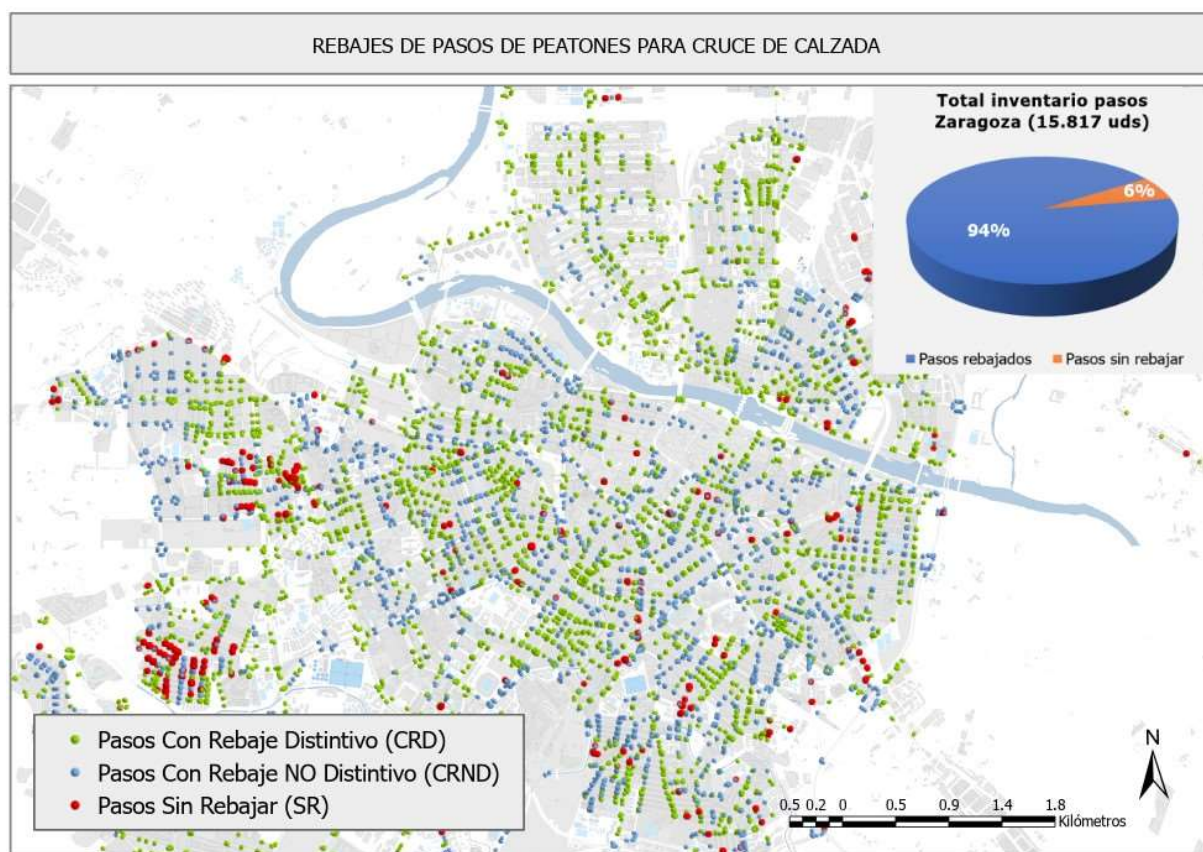 REBAJES DE PASOS DE PEATONES PARA CRUCE DE CALZADA
Total inventario pasos
Zaragoza (15.817 uds)
6%
94%
Pasos rebajados
Pasos sin rebajar
Pasos Con Rebaje Distintivo (CRD)
Pasos Con Rebaje NO Distintivo (CRND)
Pasos Sin Rebajar (SR)
N
0.5 0.2 0 0.5 0.9 1.4 1.8
Kilómetros